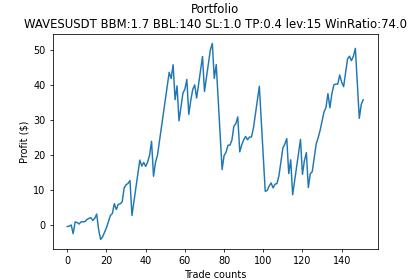 Portfolio
WAVESUSDT BBM:1.7 BBL:140 SL:1.0 TP:0.4 lev:15 WinRatio:74.0
50
40
30
20
10
0
Profit ($)
0 20 40 60 80 100 120 140
Trade counts